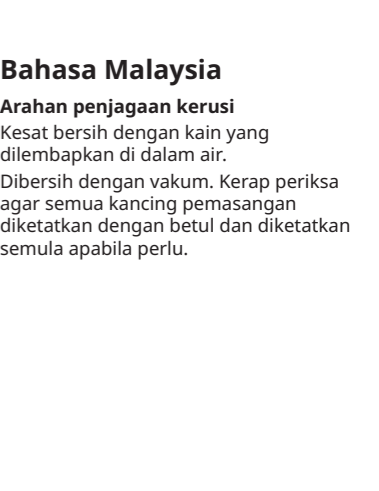 Bahasa Malaysia
Arahan penjagaan kerusi
Kesat bersih dengan kain yang
dilembapkan di dalam air.
Dibersih dengan vakum. Kerap periksa
agar semua kancing pemasangan
diketatkan dengan betul dan diketatkan
semula apabila perlu.